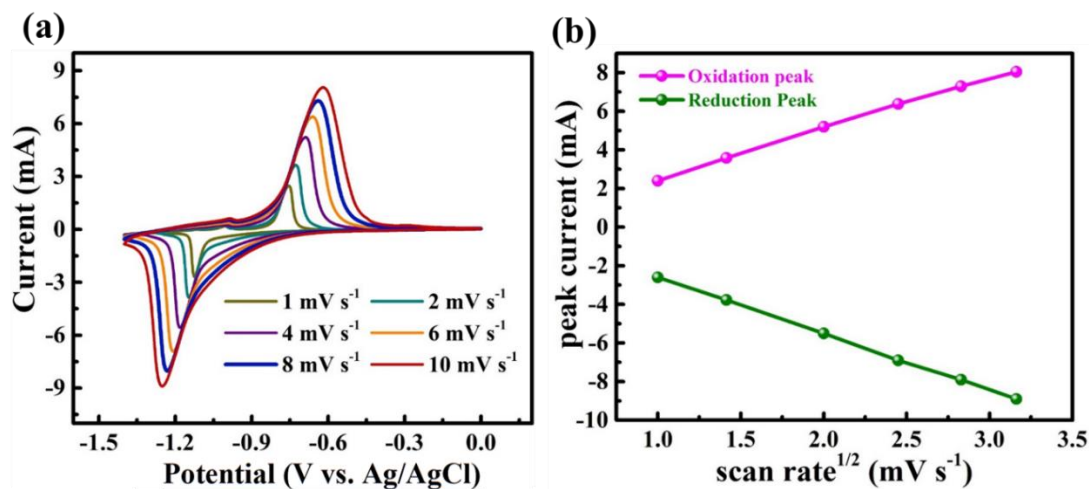 (a)
Current (mA)
9
6
3
0
-3
-6
-9
1 mV s⁻¹ 2 mV s⁻¹
4 mV s⁻¹ 6 mV s⁻¹
8 mV s⁻¹ 10 mV s⁻¹
-1.5 -1.2 -0.9 -0.6 -0.3 0.0
Potential (V vs. Ag/AgCl)
(b)
peak current (mA)
8
6
4
2
0
-2
-4
-6
-8
-10
Oxidation peak
Reduction Peak
1.0 1.5 2.0 2.5 3.0 3.5
scan rate¹/² (mV s⁻¹)